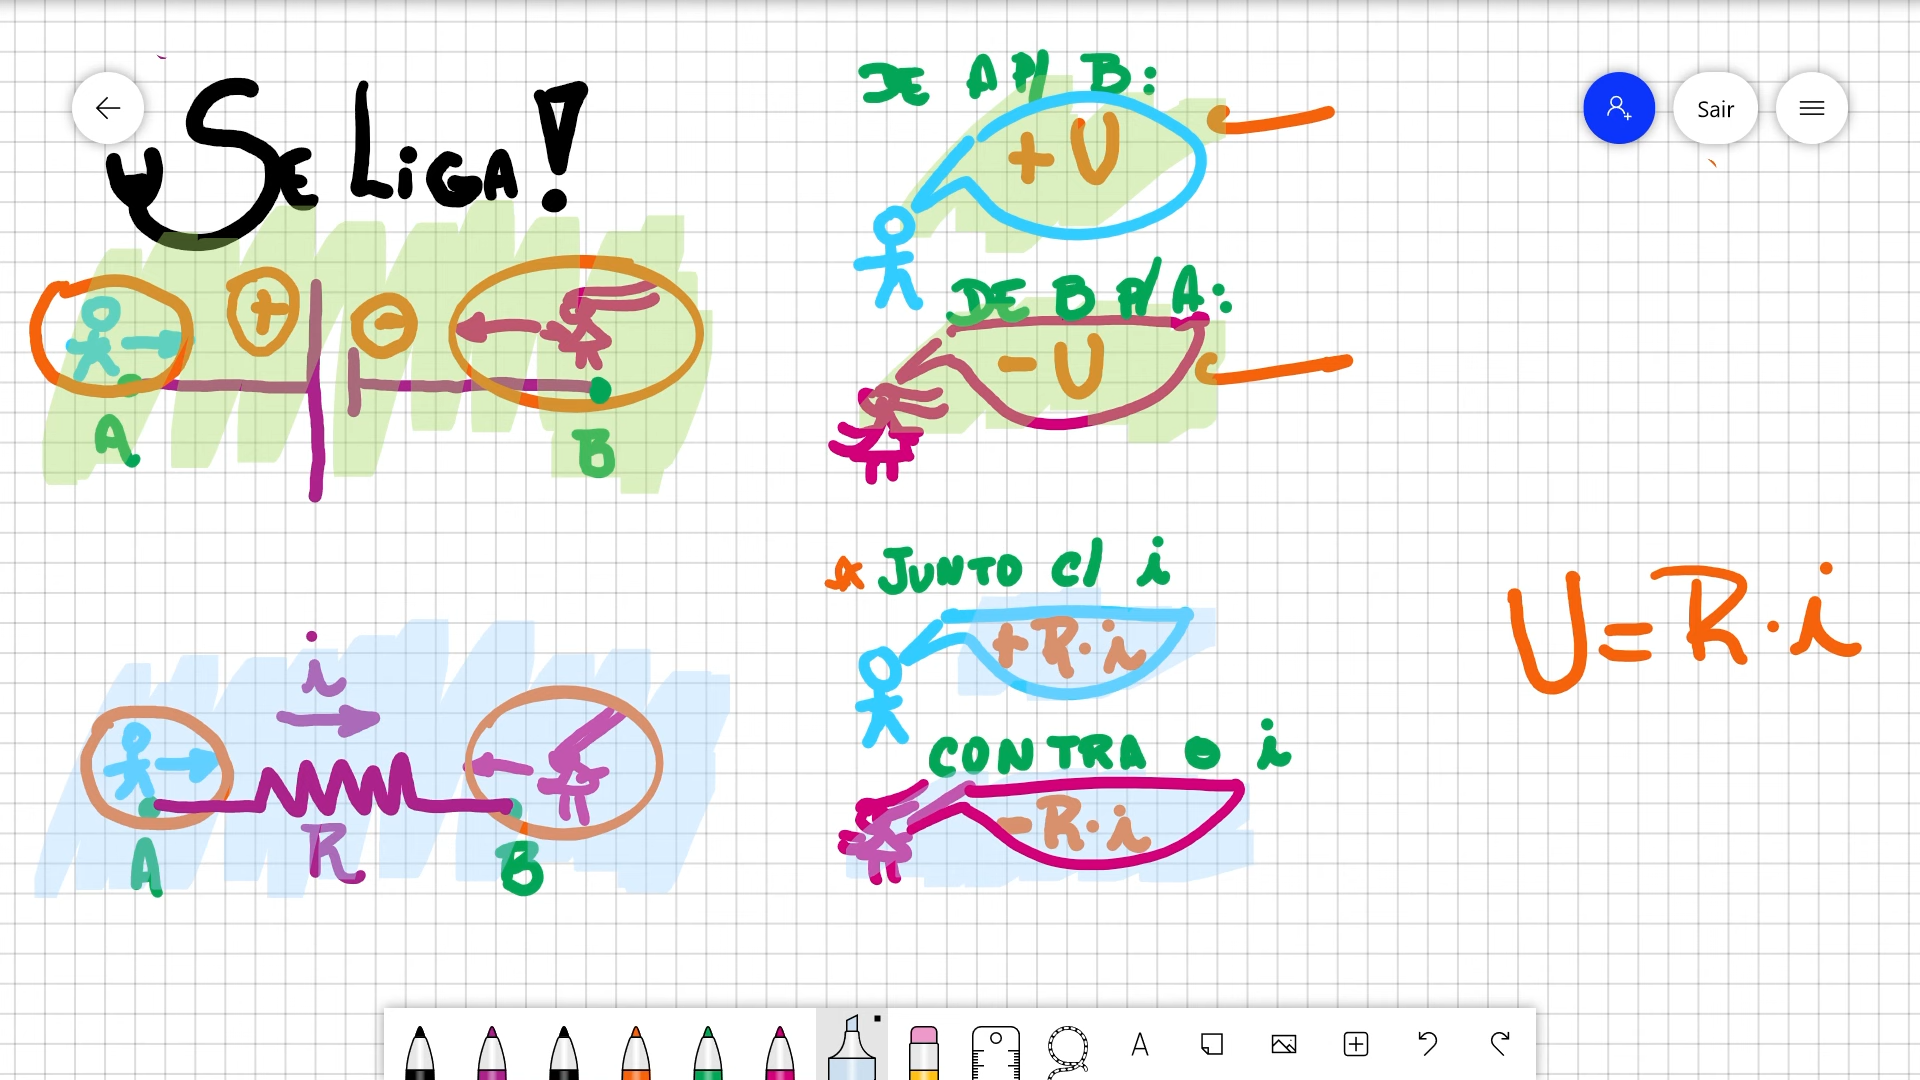 SE LIGA!
+
-
A
B
DE A P/ B:
+ U
DE B P/ A:
- U
Sair
i
R
A
B
JUNTO C/ i
+ R · i
CONTRA O i
- R · i
U = R · i
A